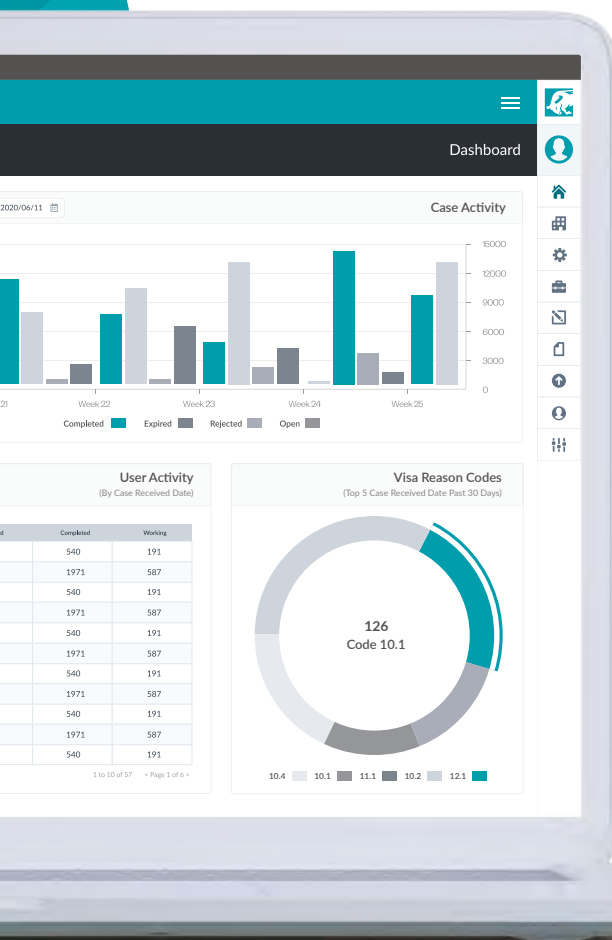 Dashboard
2020/06/11
Case Activity
15000
12000
9000
6000
3000
0
21
Week 22
Week 23
Week 24
Week 25
Completed
Expired
Rejected
Open
User Activity
(By Case Received Date)
d
Completed
Working
540
191
1971
587
540
191
1971
587
540
191
1971
587
540
191
1971
587
540
191
1971
587
540
191
1 to 10 of 57
< Page 1 of 6 >
Visa Reason Codes
(Top 5 Case Received Date Past 30 Days)
126
Code 10.1
10.4
10.1
11.1
10.2
12.1